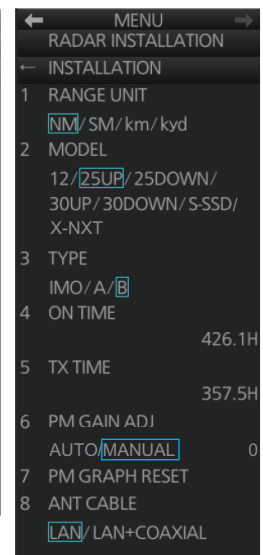 ← MENU →
RADAR INSTALLATION
← INSTALLATION
1 RANGE UNIT
NM/SM/km/kyd
2 MODEL
12/25UP/25DOWN/
30UP/30DOWN/S-SSD/
X-NXT
3 TYPE
IMO/A/B
4 ON TIME
426.1H
5 TX TIME
357.5H
6 PM GAIN ADJ
AUTO/MANUAL 0
7 PM GRAPH RESET
8 ANT CABLE
LAN/LAN+COAXIAL